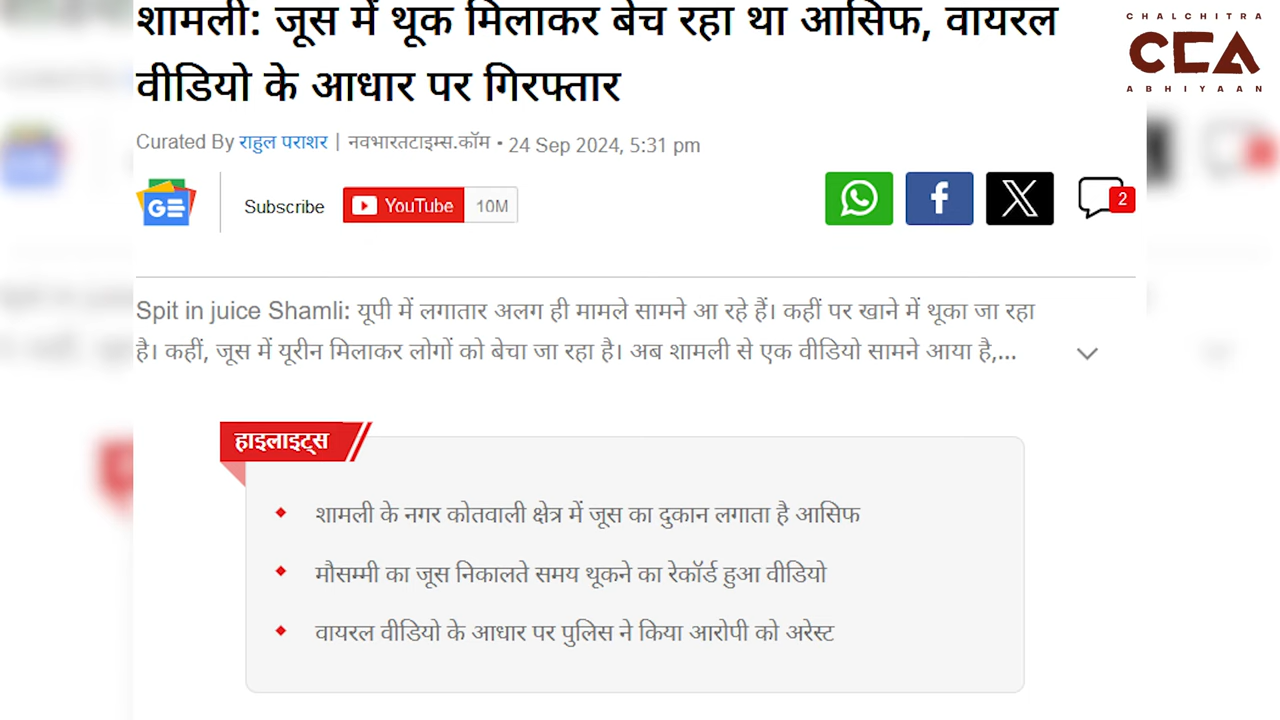 शामली: जूस में थूक मिलाकर बेच रहा था आसिफ, वायरल
वीडियो के आधार पर गिरफ्तार
CHALCHITRA
CCA
ABHIYAAN
Curated By राहुल पराशर | नवभारतटाइम्स.कॉम • 24 Sep 2024, 5:31 pm
GE Subscribe YouTube 10M f X 2
Spit in juice Shamli: यूपी में लगातार अलग ही मामले सामने आ रहे हैं। कहीं पर खाने में थूका जा रहा
है। कहीं, जूस में यूरीन मिलाकर लोगों को बेचा जा रहा है। अब शामली से एक वीडियो सामने आया है,...
हाइलाइट्स
शामली के नगर कोतवाली क्षेत्र में जूस का दुकान लगाता है आसिफ
मौसम्मी का जूस निकालते समय थूकने का रेकॉर्ड हुआ वीडियो
वायरल वीडियो के आधार पर पुलिस ने किया आरोपी को अरेस्ट